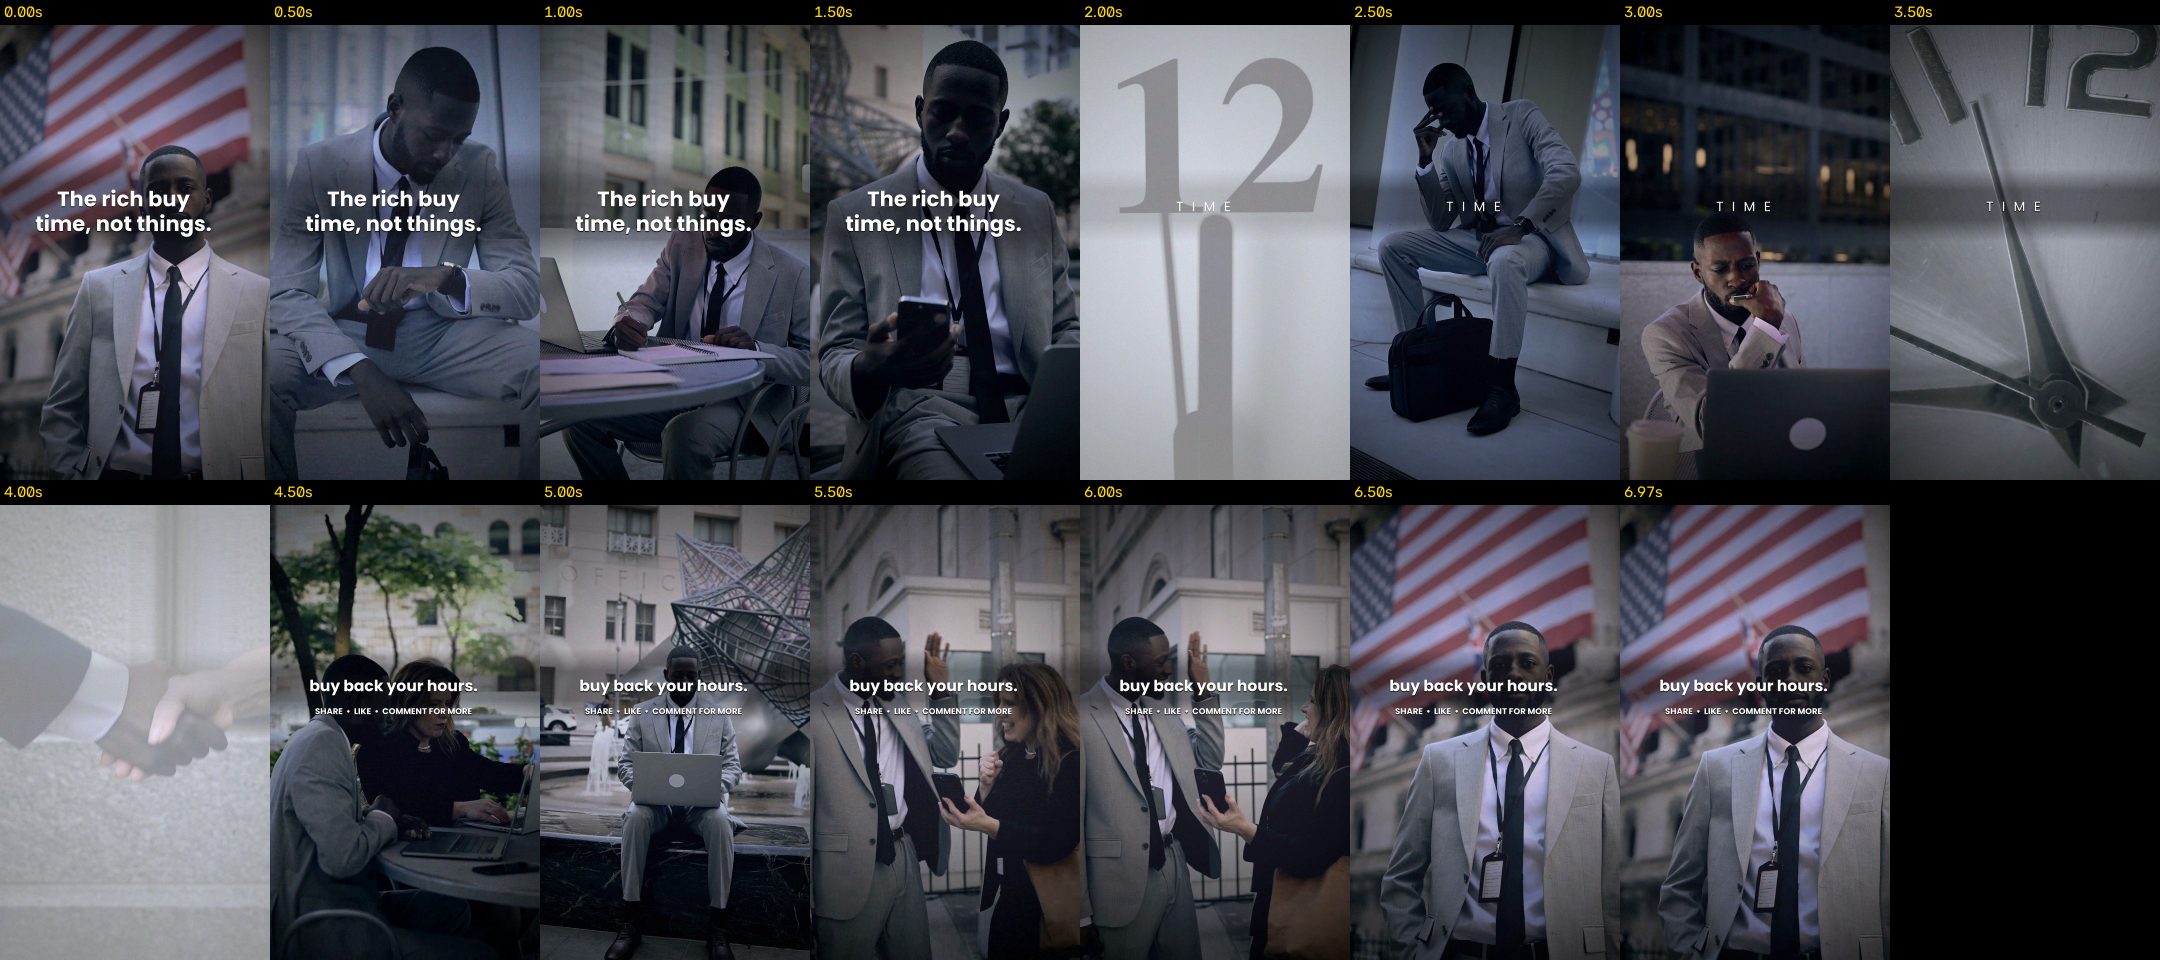 0.00s
0.50s
1.00s
1.50s
2.00s
2.50s
3.00s
3.50s
The rich buy
time, not things.
The rich buy
time, not things.
The rich buy
time, not things.
The rich buy
time, not things.
12
TIME
TIME
TIME
11 12
TIME
4.00s
4.50s
5.00s
5.50s
6.00s
6.50s
6.97s
OFFIC
buy back your hours.
SHARE • LIKE • COMMENT FOR MORE
buy back your hours.
SHARE • LIKE • COMMENT FOR MORE
buy back your hours.
SHARE • LIKE • COMMENT FOR MORE
buy back your hours.
SHARE • LIKE • COMMENT FOR MORE
buy back your hours.
SHARE • LIKE • COMMENT FOR MORE
buy back your hours.
SHARE • LIKE • COMMENT FOR MORE